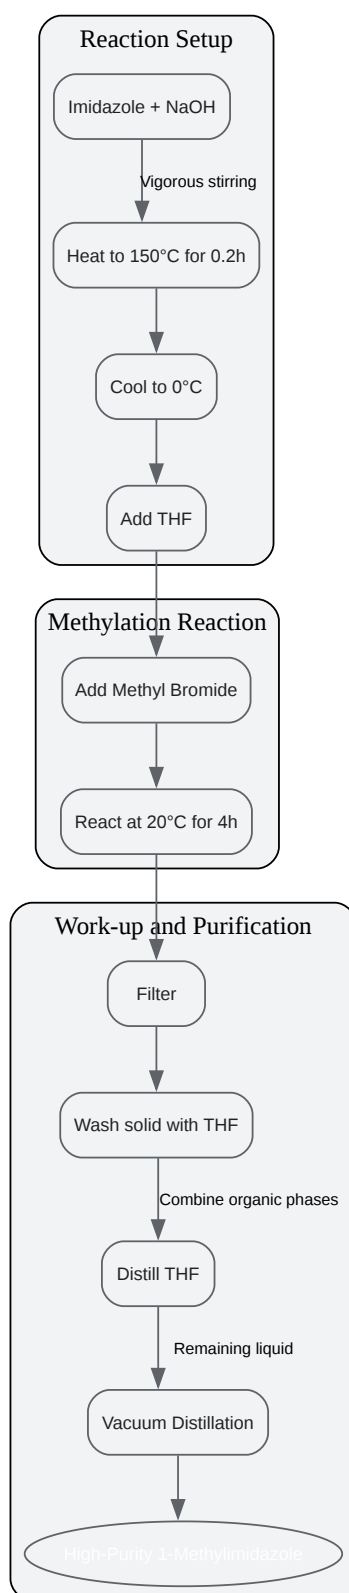 Reaction Setup
Imidazole + NaOH
Vigorous stirring
Heat to 150°C for 0.2h
Cool to 0°C
Add THF
Methylation Reaction
Add Methyl Bromide
React at 20°C for 4h
Work-up and Purification
Filter
Wash solid with THF
Combine organic phases
Distill THF
Remaining liquid
Vacuum Distillation
High-Purity 1-Methylimidazole